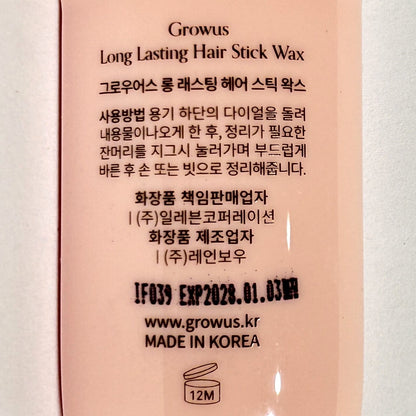 Growus
Long Lasting Hair Stick Wax
그로우어스 롱 래스팅 헤어 스틱 왁스
사용방법 용기 하단의 다이얼을 돌려
내용물이나오게 한 후, 정리가 필요한
잔머리를 지그시 눌러가며 부드럽게
바른 후 손 또는 빗으로 정리해줍니다.
화장품 책임판매업자
| (주)일레븐코퍼레이션
화장품 제조업자
| (주)레인보우
IF039 EXP2028.01.03까지
www.growus.kr
MADE IN KOREA
12M